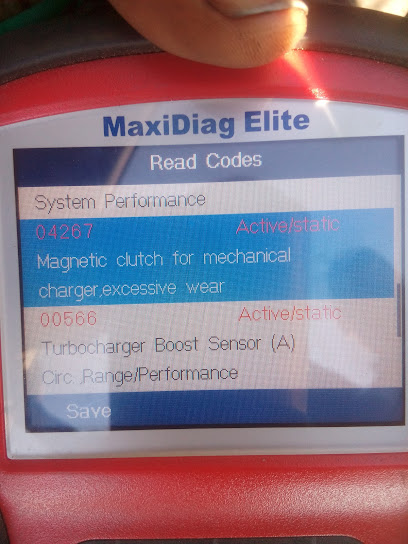 MaxiDiag Elite
Read Codes
System Performance
04267 Active/static
Magnetic clutch for mechanical
charger,excessive wear
00566 Active/static
Turbocharger Boost Sensor (A)
Circ ,Range/Performance
Save